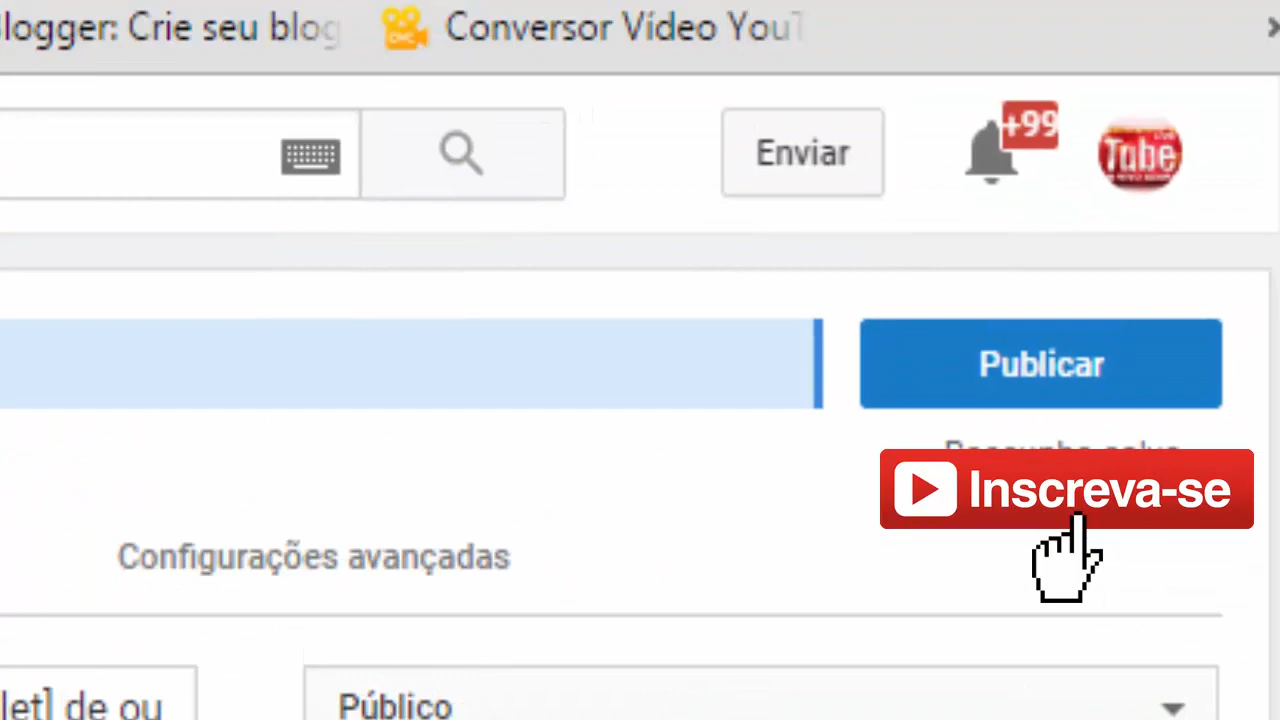 logger: Crie seu blog
Conversor Vídeo YouT
Enviar
+99
Tube
Publicar
Inscreva-se
Configurações avançadas
let] de ou
Público